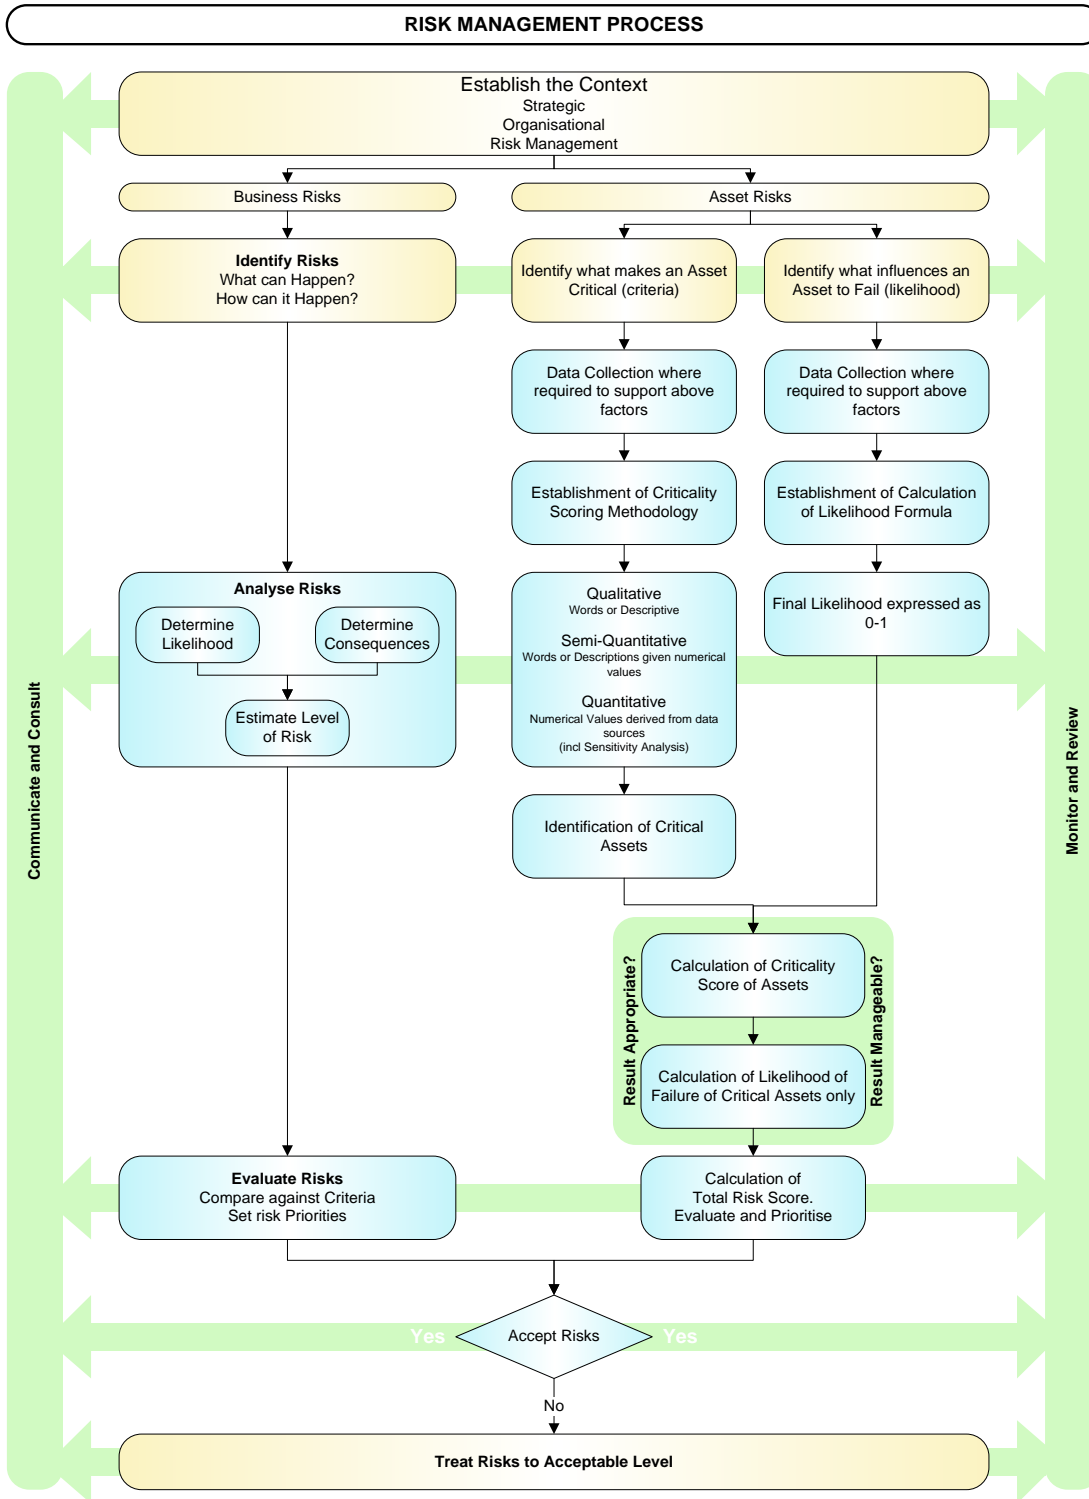 RISK MANAGEMENT PROCESS
Establish the Context
Strategic
Organisational
Risk Management
Business Risks
Asset Risks
Identify Risks
What can Happen?
How can it Happen?
Identify what makes an Asset
Critical (criteria)
Identify what influences an
Asset to Fail (likelihood)
Data Collection where
required to support above
factors
Data Collection where
required to support above
factors
Establishment of Criticality
Scoring Methodology
Establishment of Calculation
of Likelihood Formula
Analyse Risks
Determine
Likelihood
Determine
Consequences
Estimate Level
of Risk
Qualitative
Words or Descriptive
Semi-Quantitative
Words or Descriptions given numerical
values
Quantitative
Numerical Values derived from data
sources
(incl Sensitivity Analysis)
Final Likelihood expressed as
0-1
Identification of Critical
Assets
Communicate and Consult
Monitor and Review
Result Appropriate?
Calculation of Criticality
Score of Assets
Calculation of Likelihood of
Failure of Critical Assets only
Result Manageable?
Evaluate Risks
Compare against Criteria
Set risk Priorities
Calculation of
Total Risk Score.
Evaluate and Prioritise
Yes
Accept Risks
Yes
No
Treat Risks to Acceptable Level